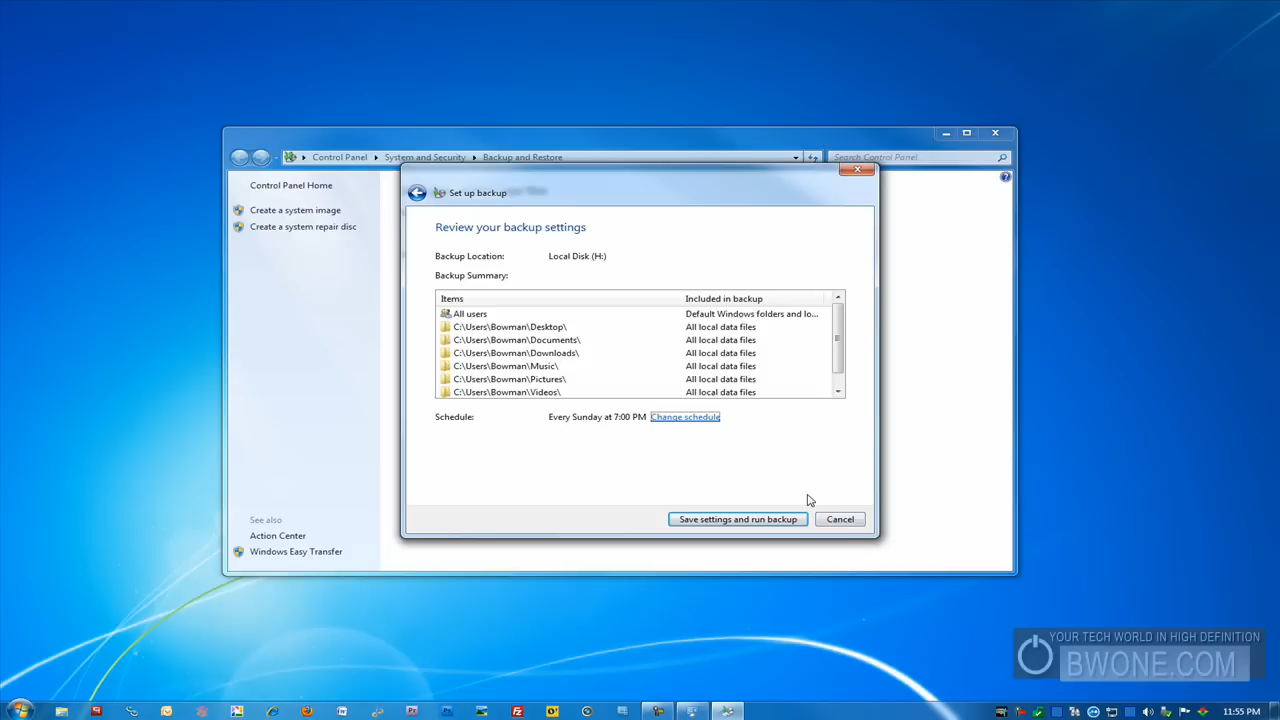 Control Panel
System and Security
Backup and Restore
Search Control Panel
Control Panel Home
Create a system image
Create a system repair disc
See also
Action Center
Windows Easy Transfer
Set up backup
Review your backup settings
Backup Location: Local Disk (H:)
Backup Summary:
Items Included in backup
All users Default Windows folders and lo...
C:\Users\Bowman\Desktop\ All local data files
C:\Users\Bowman\Documents\ All local data files
C:\Users\Bowman\Downloads\ All local data files
C:\Users\Bowman\Music\ All local data files
C:\Users\Bowman\Pictures\ All local data files
C:\Users\Bowman\Videos\ All local data files
Schedule: Every Sunday at 7:00 PM Change schedule
Save settings and run backup Cancel
YOUR TECH WORLD IN HIGH DEFINITION
BWONE.COM
11:55 PM